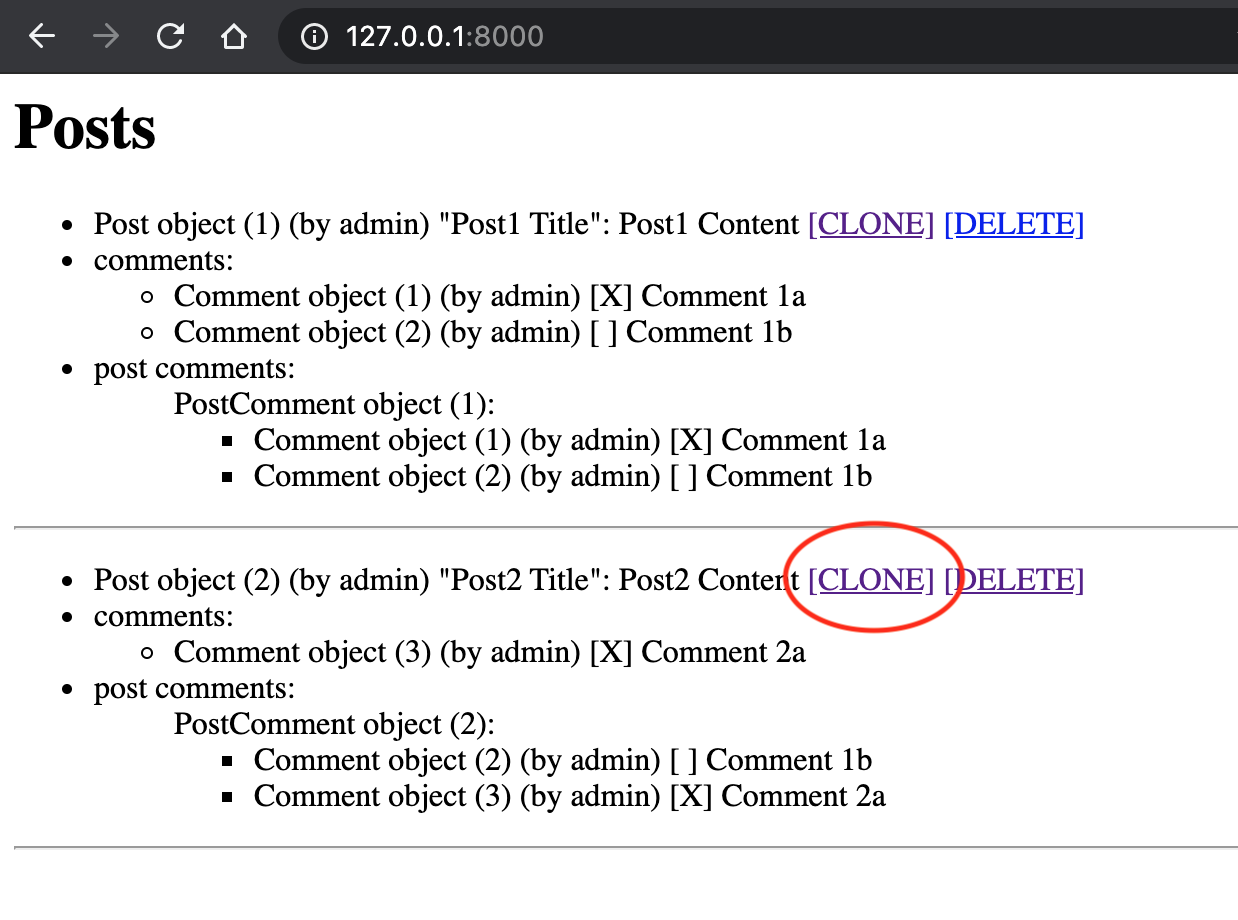 127.0.0.1:8000
Posts
Post object (1) (by admin) "Post1 Title": Post1 Content [CLONE] [DELETE]
comments:
Comment object (1) (by admin) [X] Comment 1a
Comment object (2) (by admin) [ ] Comment 1b
post comments:
PostComment object (1):
Comment object (1) (by admin) [X] Comment 1a
Comment object (2) (by admin) [ ] Comment 1b
Post object (2) (by admin) "Post2 Title": Post2 Content [CLONE] [DELETE]
comments:
Comment object (3) (by admin) [X] Comment 2a
post comments:
PostComment object (2):
Comment object (2) (by admin) [ ] Comment 1b
Comment object (3) (by admin) [X] Comment 2a